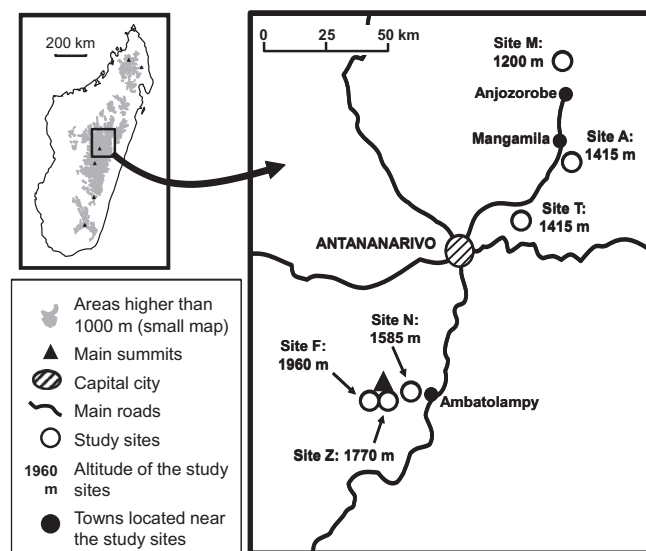 200 km
0 25 50 km
Site M:
1200 m
Anjozorobe
Mangamila
Site A:
1415 m
Site T:
1415 m
ANTANANARIVO
Site N:
1585 m
Site F:
1960 m
Ambatolampy
Site Z: 1770 m
Areas higher than
1000 m (small map)
Main summits
Capital city
Main roads
Study sites
1960
m
Altitude of the study
sites
Towns located near
the study sites